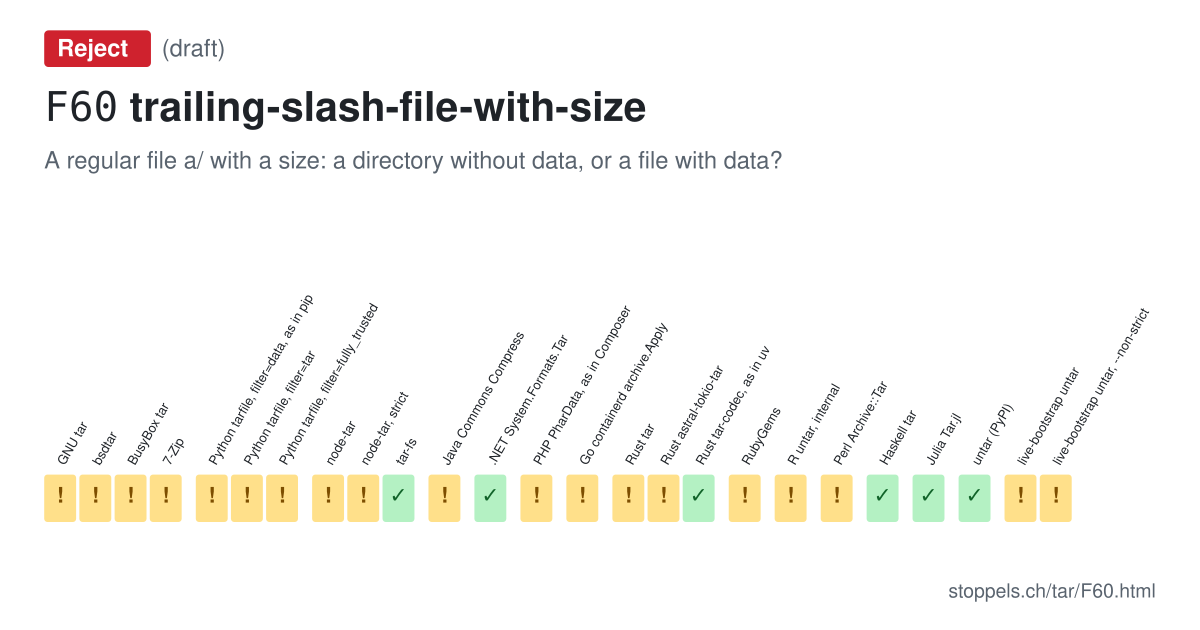 Reject (draft)
F60 trailing-slash-file-with-size
A regular file a/ with a size: a directory without data, or a file with data?
GNU tar
bsdtar
BusyBox tar
7-Zip
Python tarfile, filter=data, as in pip
Python tarfile, filter=tar
Python tarfile, filter=fully_trusted
node-tar
node-tar, strict
tar-fs
Java Commons Compress
.NET System.Formats.Tar
PHP PharData, as in Composer
Go containerd archive.Apply
Rust tar
Rust astral-tokio-tar
Rust tar-codec, as in uv
RubyGems
R untar, internal
Perl Archive::Tar
Haskell tar
Julia Tar.jl
untar (PyPI)
live-bootstrap untar
live-bootstrap untar, --non-strict
! ! ! ! ! ! ! ! ! ✓ ! ✓ ! ! ! ! ✓ ! ! ! ✓ ✓ ✓ ! !
stoppels.ch/tar/F60.html